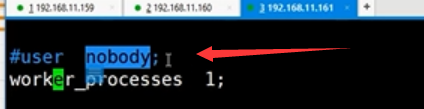 1 192.168.11.159 2 192.168.11.160 3 192.168.11.161
#user nobody;
worker_processes 1;